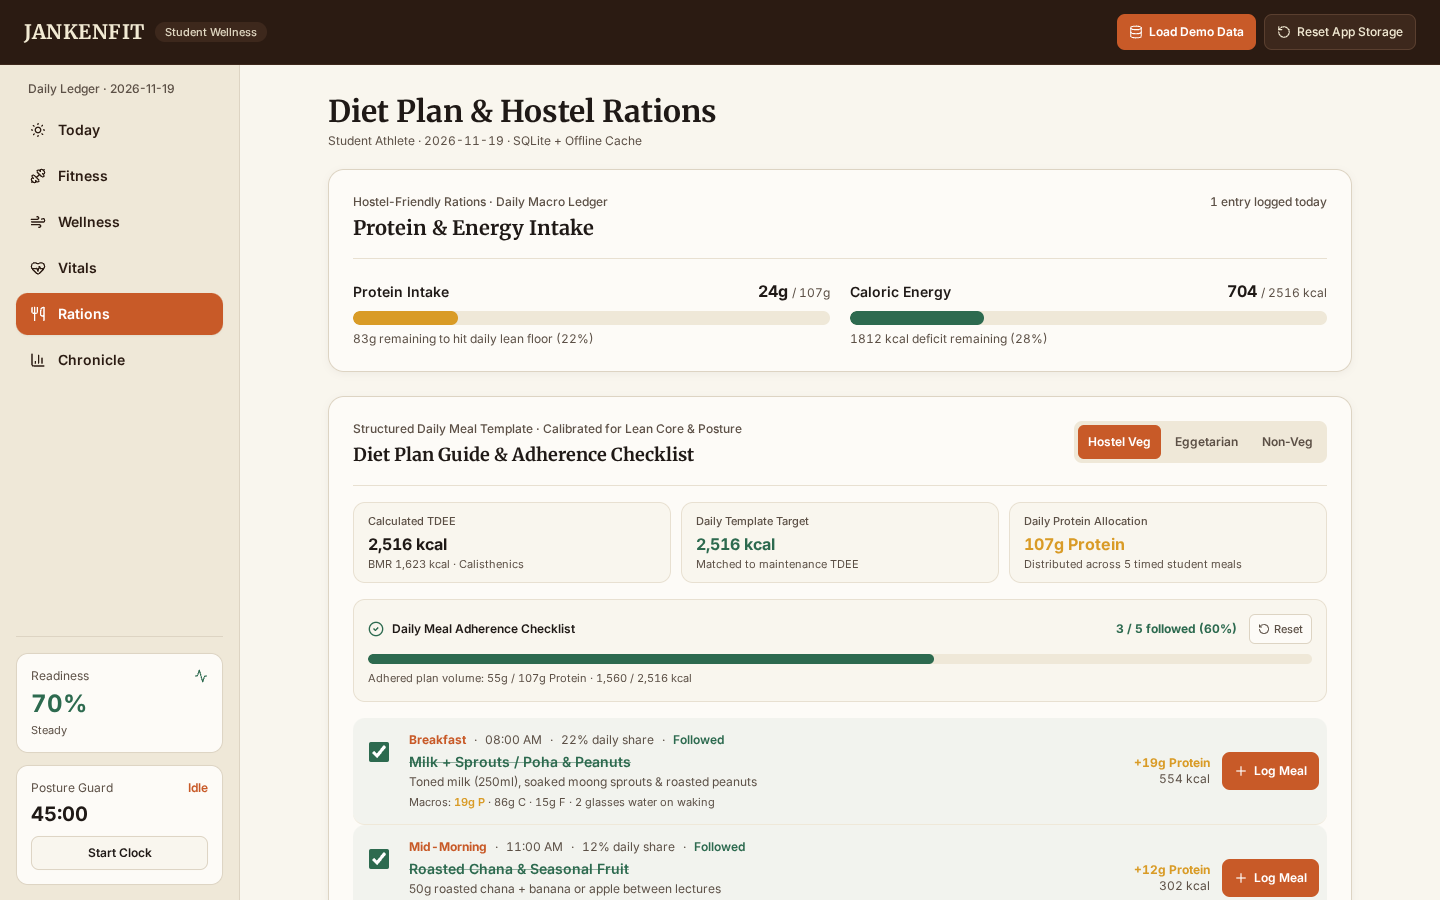 JANKENFIT
Student Wellness
Load Demo Data
Reset App Storage
Daily Ledger · 2026-11-19
Today
Fitness
Wellness
Vitals
Rations
Chronicle
Readiness
70%
Steady
Posture Guard
Idle
45:00
Start Clock
Diet Plan & Hostel Rations
Student Athlete · 2026-11-19 · SQLite + Offline Cache
Hostel-Friendly Rations · Daily Macro Ledger
1 entry logged today
Protein & Energy Intake
Protein Intake
24g / 107g
83g remaining to hit daily lean floor (22%)
Caloric Energy
704 / 2516 kcal
1812 kcal deficit remaining (28%)
Structured Daily Meal Template · Calibrated for Lean Core & Posture
Diet Plan Guide & Adherence Checklist
Hostel Veg
Eggetarian
Non-Veg
Calculated TDEE
2,516 kcal
BMR 1,623 kcal · Calisthenics
Daily Template Target
2,516 kcal
Matched to maintenance TDEE
Daily Protein Allocation
107g Protein
Distributed across 5 timed student meals
Daily Meal Adherence Checklist
3 / 5 followed (60%)
Reset
Adhered plan volume: 55g / 107g Protein · 1,560 / 2,516 kcal
Breakfast · 08:00 AM · 22% daily share · Followed
Milk + Sprouts / Poha & Peanuts
Toned milk (250ml), soaked moong sprouts & roasted peanuts
Macros: 19g P · 86g C · 15g F · 2 glasses water on waking
+19g Protein
554 kcal
Log Meal
Mid-Morning · 11:00 AM · 12% daily share · Followed
Roasted Chana & Seasonal Fruit
50g roasted chana + banana or apple between lectures
+12g Protein
302 kcal
Log Meal